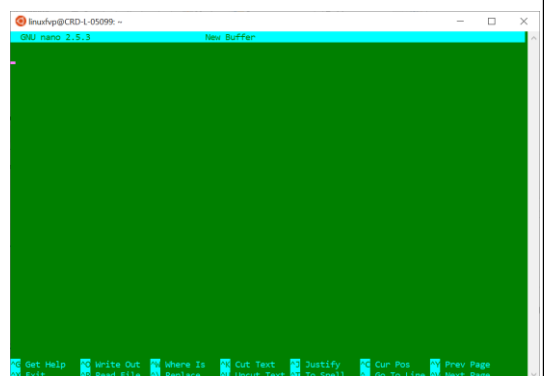 linuxfvp@CRD-L-05099: ~
GNU nano 2.5.3 New Buffer
^G Get Help ^O Write Out ^W Where Is ^K Cut Text ^J Justify ^C Cur Pos ^Y Prev Page
^X Exit ^R Read File ^\ Replace ^U Uncut Text ^T To Spell ^_ Go To Line ^V Next Page